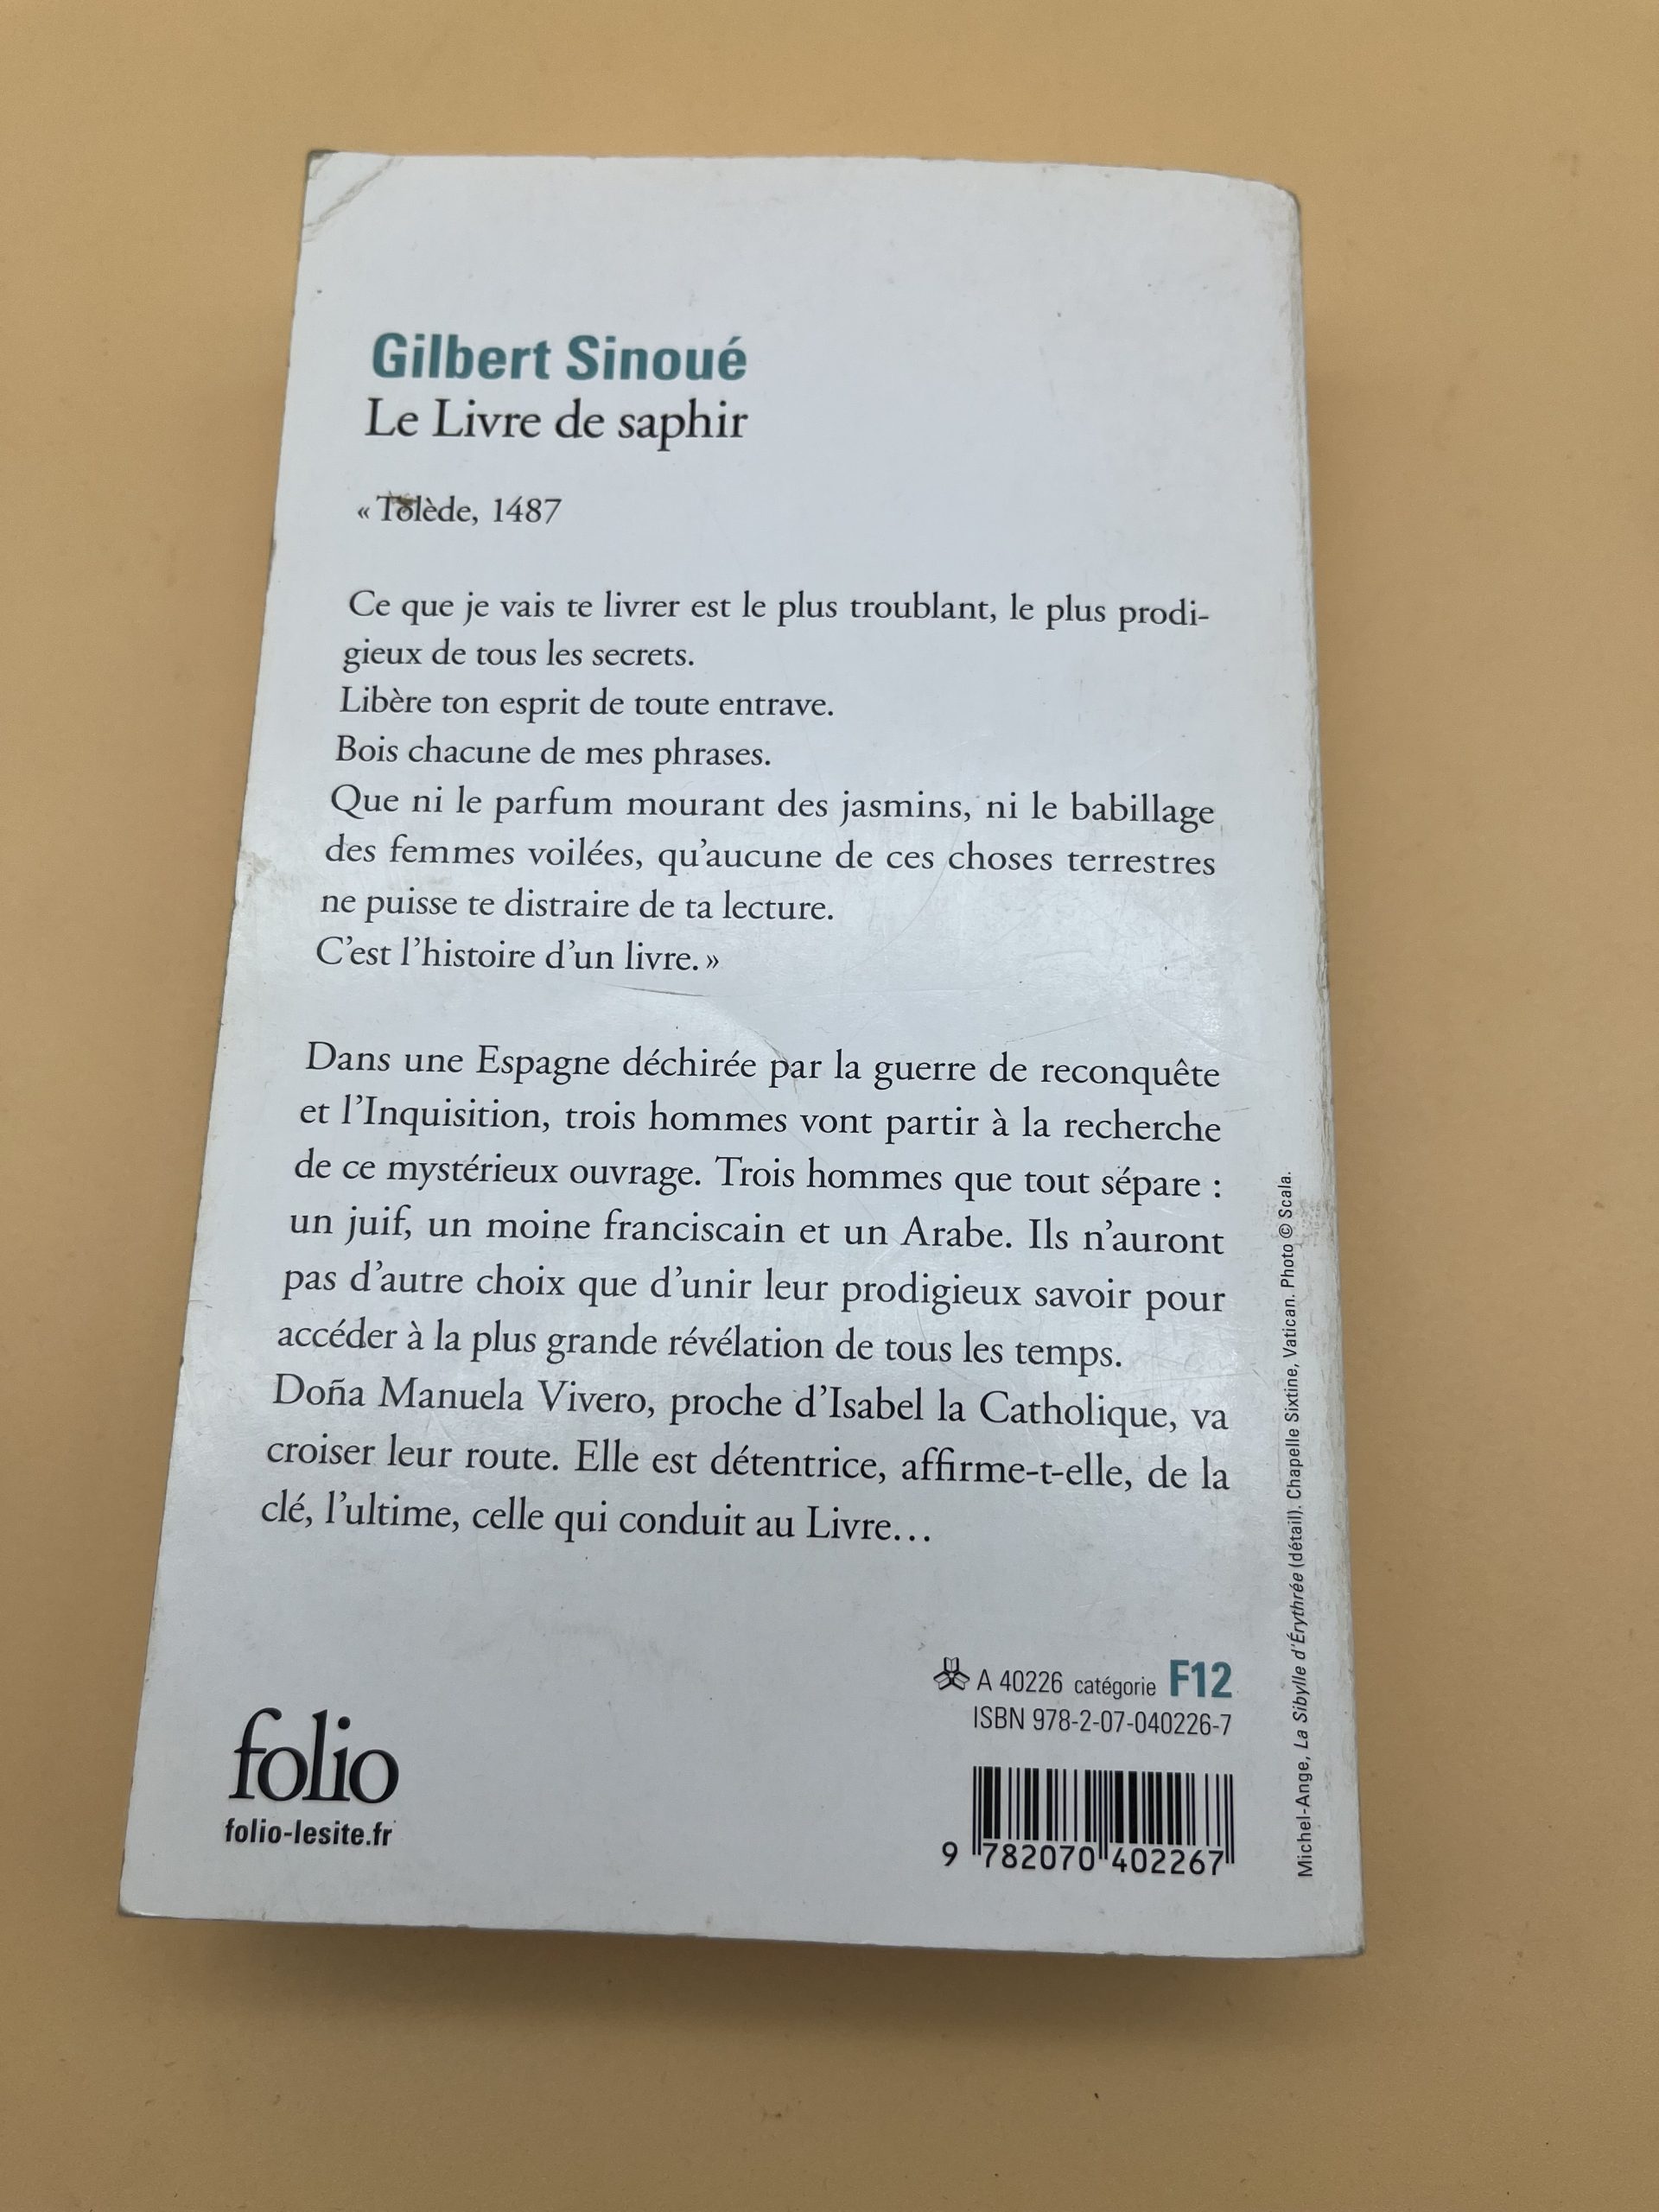 Gilbert Sinoué
Le Livre de saphir
« Tolède, 1487
Ce que je vais te livrer est le plus troublant, le plus prodi-
gieux de tous les secrets.
Libère ton esprit de toute entrave.
Bois chacune de mes phrases.
Que ni le parfum mourant des jasmins, ni le babillage
des femmes voilées, qu'aucune de ces choses terrestres
ne puisse te distraire de ta lecture.
C'est l'histoire d'un livre. »
Dans une Espagne déchirée par la guerre de reconquête
et l'Inquisition, trois hommes vont partir à la recherche
de ce mystérieux ouvrage. Trois hommes que tout sépare :
un juif, un moine franciscain et un Arabe. Ils n'auront
pas d'autre choix que d'unir leur prodigieux savoir pour
accéder à la plus grande révélation de tous les temps.
Doña Manuela Vivero, proche d'Isabel la Catholique, va
croiser leur route. Elle est détentrice, affirme-t-elle, de la
clé, l'ultime, celle qui conduit au Livre…
A 40226 catégorie F12
ISBN 978-2-07-040226-7
9 782070 402267
folio
folio-lesite.fr
Michel-Ange, La Sibylle d'Érythrée (détail). Chapelle Sixtine, Vatican. Photo © Scala.